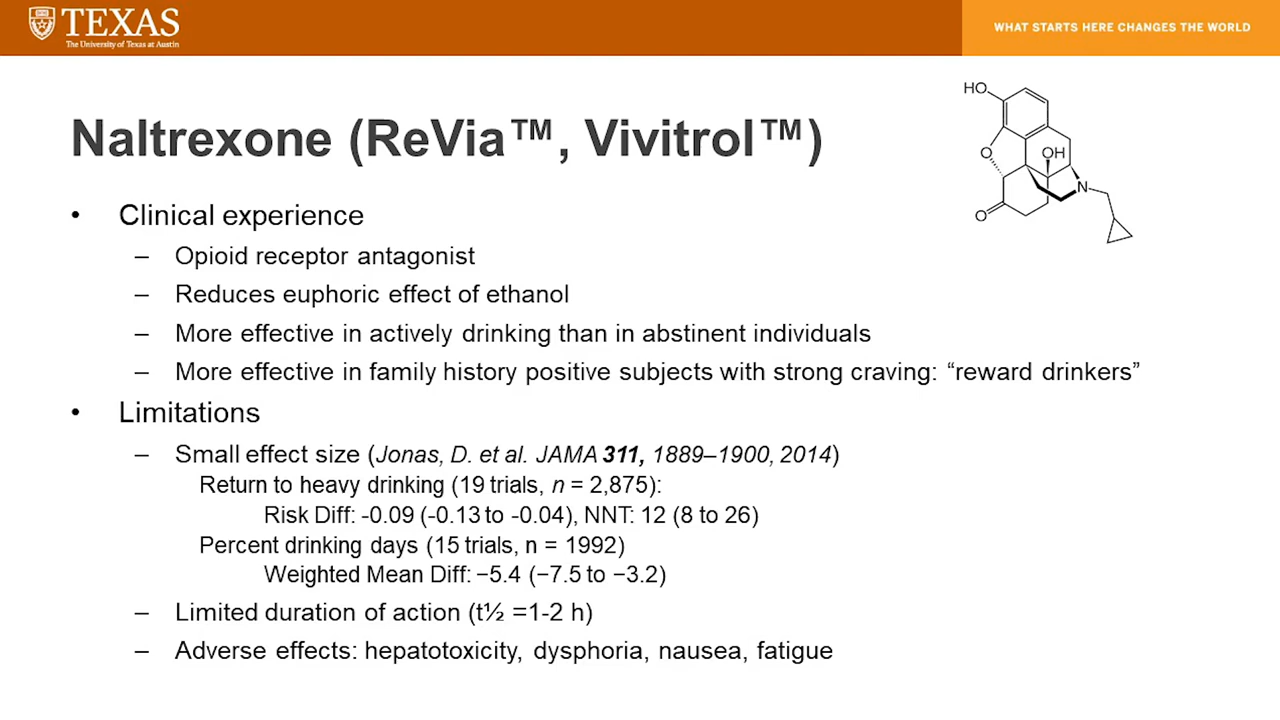 TEXAS
The University of Texas at Austin
WHAT STARTS HERE CHANGES THE WORLD
Naltrexone (ReVia™, Vivitrol™)
HO
O
OH
N
O
• Clinical experience
– Opioid receptor antagonist
– Reduces euphoric effect of ethanol
– More effective in actively drinking than in abstinent individuals
– More effective in family history positive subjects with strong craving: “reward drinkers”
• Limitations
– Small effect size (Jonas, D. et al. JAMA 311, 1889–1900, 2014)
Return to heavy drinking (19 trials, n = 2,875):
Risk Diff: -0.09 (-0.13 to -0.04), NNT: 12 (8 to 26)
Percent drinking days (15 trials, n = 1992)
Weighted Mean Diff: −5.4 (−7.5 to −3.2)
– Limited duration of action (t½ =1-2 h)
– Adverse effects: hepatotoxicity, dysphoria, nausea, fatigue